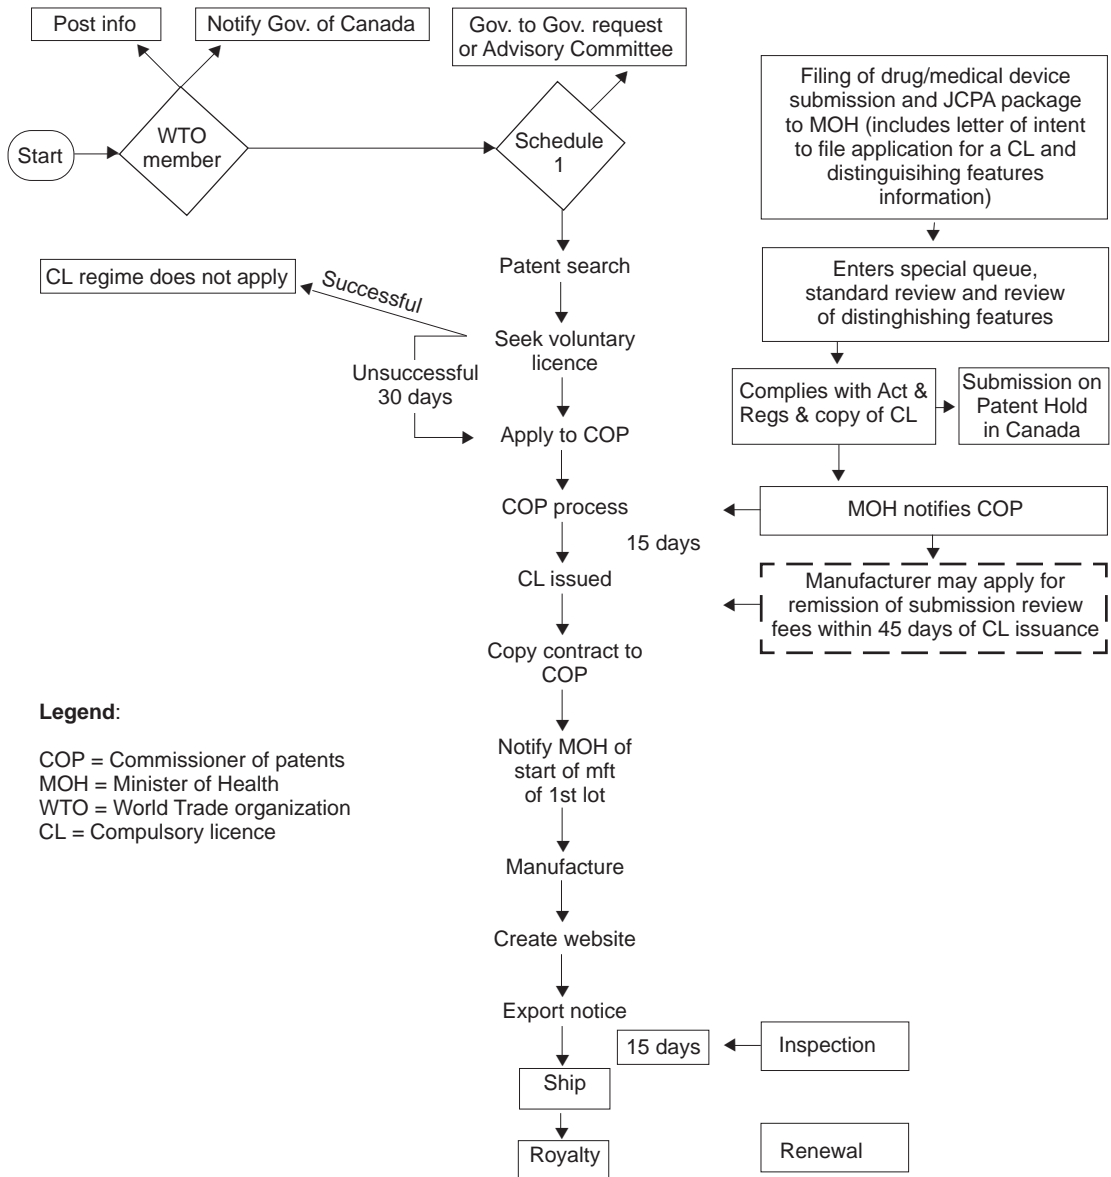 Post info
Notify Gov. of Canada
Gov. to Gov. request
or Advisory Committee
Start
WTO
member
Schedule
1
Patent search
CL regime does not apply
Successful
Seek voluntary
licence
Unsuccessful
30 days
Apply to COP
COP process
15 days
CL issued
Copy contract to
COP
Notify MOH of
start of mft
of 1st lot
Manufacture
Create website
Export notice
15 days
Inspection
Ship
Royalty
Renewal
Filing of drug/medical device
submission and JCPA package
to MOH (includes letter of intent
to file application for a CL and
distinguisihing features
information)
Enters special queue,
standard review and review
of distinghishing features
Complies with Act &
Regs & copy of CL
Submission on
Patent Hold
in Canada
MOH notifies COP
Manufacturer may apply for
remission of submission review
fees within 45 days of CL issuance
Legend:
COP = Commissioner of patents
MOH = Minister of Health
WTO = World Trade organization
CL = Compulsory licence